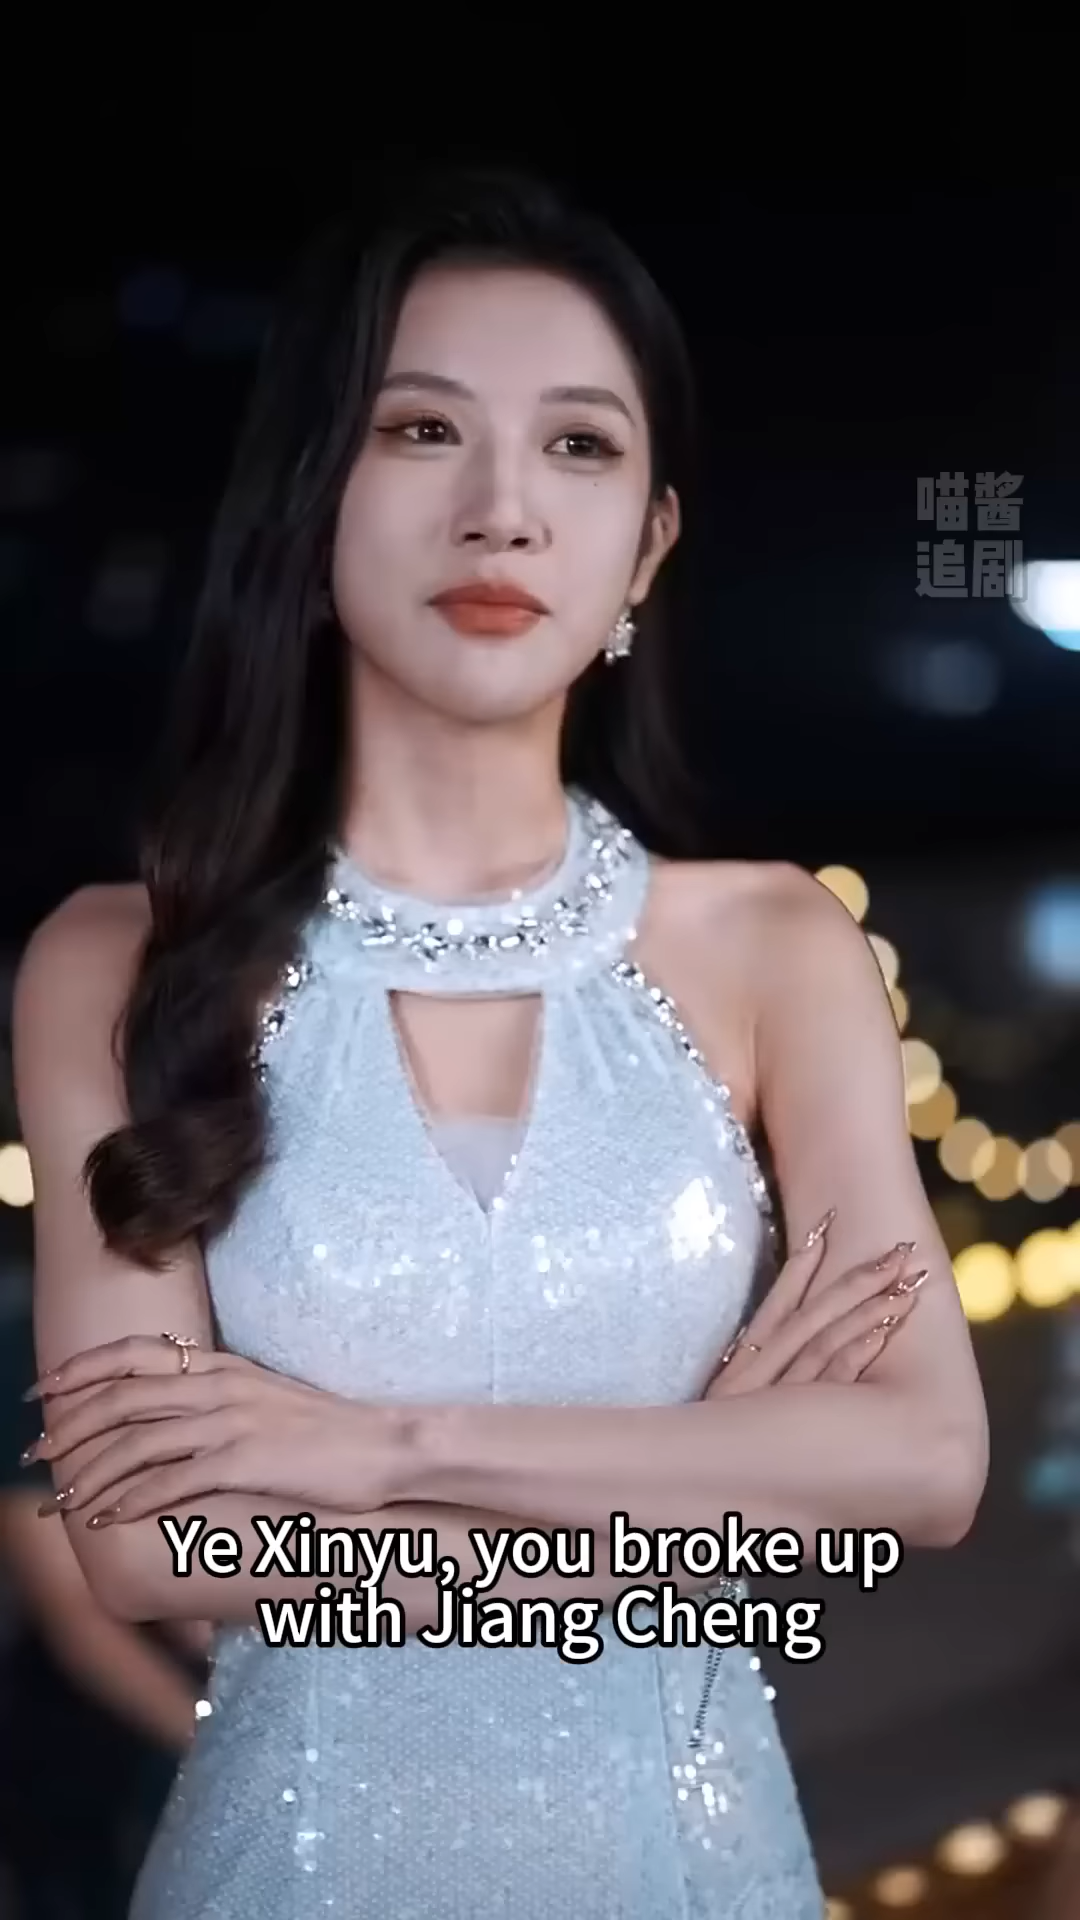 喵酱
追剧
Ye Xinyu, you broke up
with Jiang Cheng